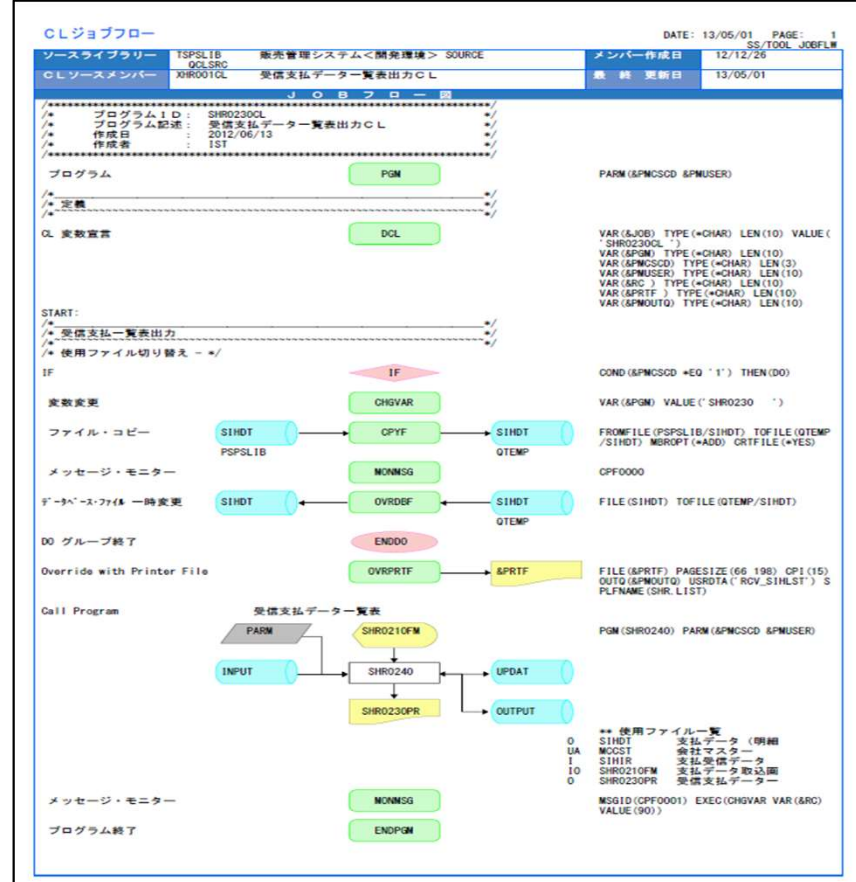 CLジョブフロー
DATE: 13/05/01 PAGE: 1
SS/TOOL JOBFLW
ソースライブラリー TSPSLIB 販売管理システム<開発環境> SOURCE メンバー作成日 12/12/26
QCLSRC
CLソースメンバー XHR001CL 受信支払データ一覧表出力CL 最 終 更新日 13/05/01
JOBフロー図
/****************************************************************/
/* プログラムID: SHR0230CL */
/* プログラム記述: 受信支払データ一覧表出力CL */
/* 作成日 : 2012/06/13 */
/* 作成者 : IST */
/****************************************************************/
プログラム PGM PARM(&PMCSCD &PMUSER)
/*________________________________________________________________*/
/* 定義 */
/*~~~~~~~~~~~~~~~~~~~~~~~~~~~~~~~~~~~~~~~~~~~~~~~~~~~~~~~~~~~~~~~~*/
CL 変数宣言 DCL VAR(&JOB) TYPE(*CHAR) LEN(10) VALUE(
'SHR0230CL ')
VAR(&PGM) TYPE(*CHAR) LEN(10)
VAR(&PMCSCD) TYPE(*CHAR) LEN(3)
VAR(&PMUSER) TYPE(*CHAR) LEN(10)
VAR(&RC ) TYPE(*CHAR) LEN(10)
VAR(&PRTF ) TYPE(*CHAR) LEN(10)
VAR(&PMOUTQ) TYPE(*CHAR) LEN(10)
START:
/*________________________________________________________________*/
/* 受信支払一覧表出力 */
/*~~~~~~~~~~~~~~~~~~~~~~~~~~~~~~~~~~~~~~~~~~~~~~~~~~~~~~~~~~~~~~~~*/
/* 使用ファイル切り替え - */
IF IF COND(&PMCSCD *EQ '1') THEN(DO)
変数変更 CHGVAR VAR(&PGM) VALUE('SHR0230 ')
ファイル・コピー SIHDT CPYF SIHDT FROMFILE(PSPSLIB/SIHDT) TOFILE(QTEMP
PSPSLIB QTEMP /SIHDT) MBROPT(*ADD) CRTFILE(*YES)
メッセージ・モニター MONMSG CPF0000
データベース・ファイル 一時変更 SIHDT OVRDBF SIHDT FILE(SIHDT) TOFILE(QTEMP/SIHDT)
QTEMP
DO グループ終了 ENDDO
Override with Printer File OVRPRTF &PRTF FILE(&PRTF) PAGESIZE(66 198) CPI(15)
OUTQ(&PMOUTQ) USRDTA('RCV_SIHLST') S
PLFNAME(SHR.LIST)
Call Program 受信支払データ一覧表
PARM SHR0210FM PGM(SHR0240) PARM(&PMCSCD &PMUSER)
INPUT SHR0240 UPDAT
SHR0230PR OUTPUT
** 使用ファイル一覧
O SIHDT 支払データ(明細
UA MCCST 会社マスター
I SIHIR 支払受信データ
IO SHR0210FM 支払データ取込画
O SHR0230PR 受信支払データー
メッセージ・モニター MONMSG MSGID(CPF0001) EXEC(CHGVAR VAR(&RC)
VALUE(90))
プログラム終了 ENDPGM